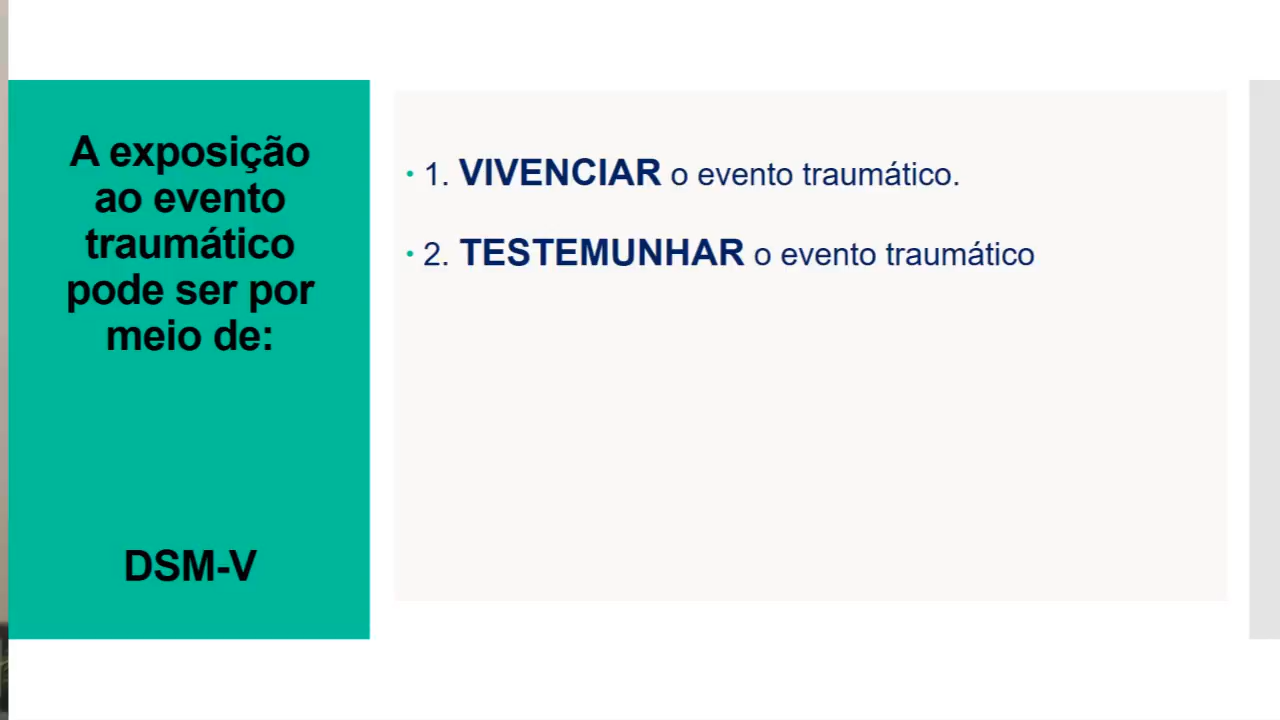 A exposição
ao evento
traumático
pode ser por
meio de:
DSM-V
• 1. VIVENCIAR o evento traumático.
• 2. TESTEMUNHAR o evento traumático